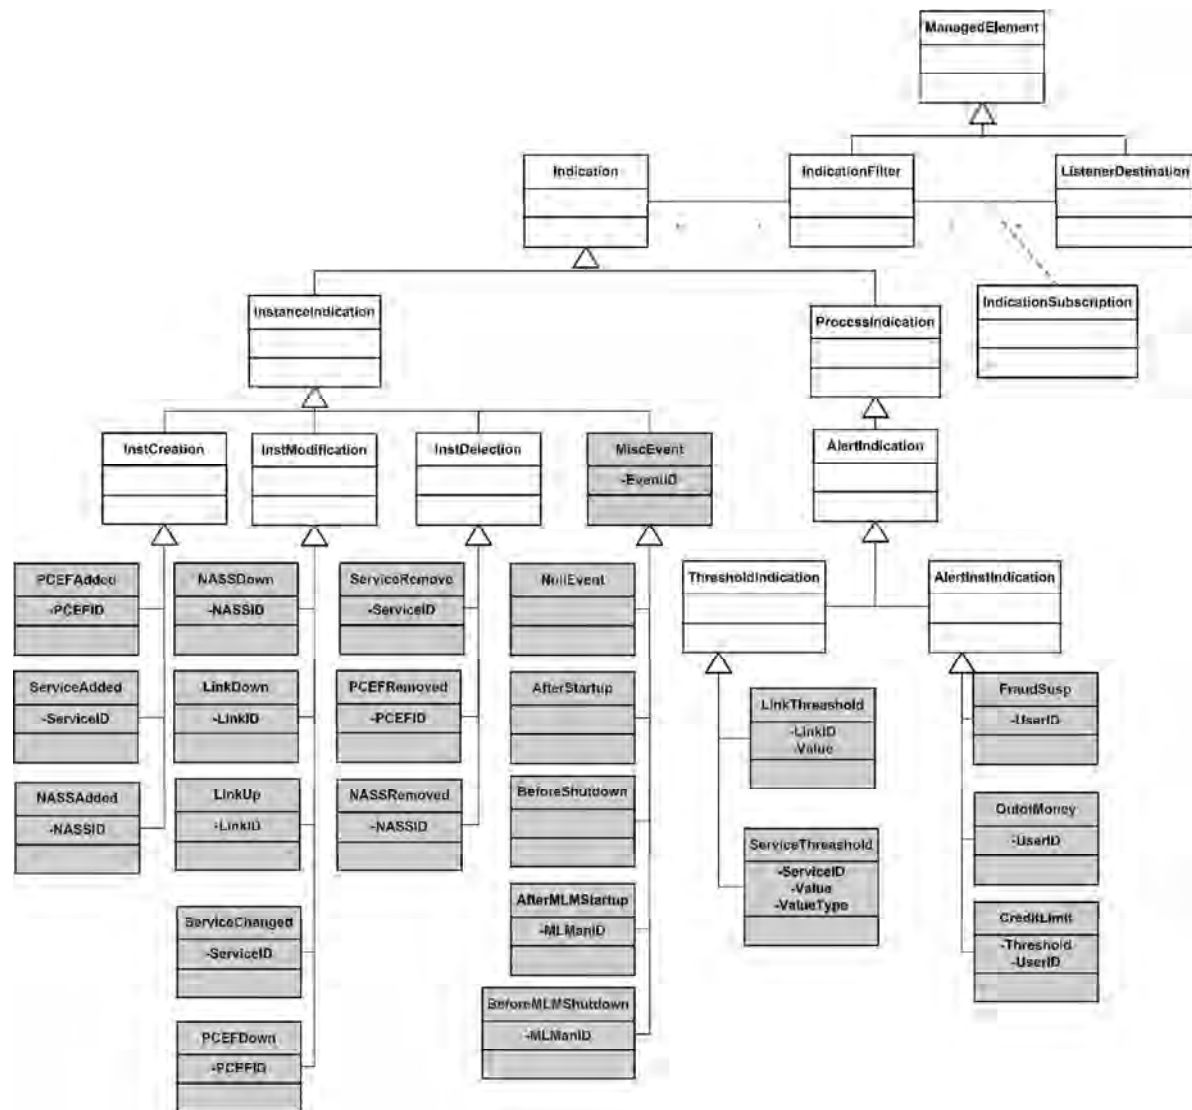 ManagedElement
Indication
IndicationFilter
ListenerDestination
InstanceIndication
ProcessIndication
IndicationSubscription
InstCreation
InstModification
InstDelection
MiscEvent
-EventID
AlertIndication
PCEFAdded
-PCEFID
NASSDown
-NASSID
ServiceRemove
-ServiceID
NullEvent
ThresholdIndication
AlertInstIndication
ServiceAdded
-ServiceID
LinkDown
-LinkID
PCEFRemoved
-PCEFID
AfterStartup
LinkThreashold
-LinkID
-Value
FraudSusp
-UserID
NASSAdded
-NASSID
LinkUp
-LinkID
NASSRemoved
-NASSID
BeforeShutdown
ServiceThreashold
-ServiceID
-Value
-ValueType
OutofMoney
-UserID
ServiceChanged
-ServiceID
AfterMLMStartup
-MLManID
CreditLimit
-Threshold
-UserID
PCEFDown
-PCEFID
BeforeMLMShutdown
-MLManID